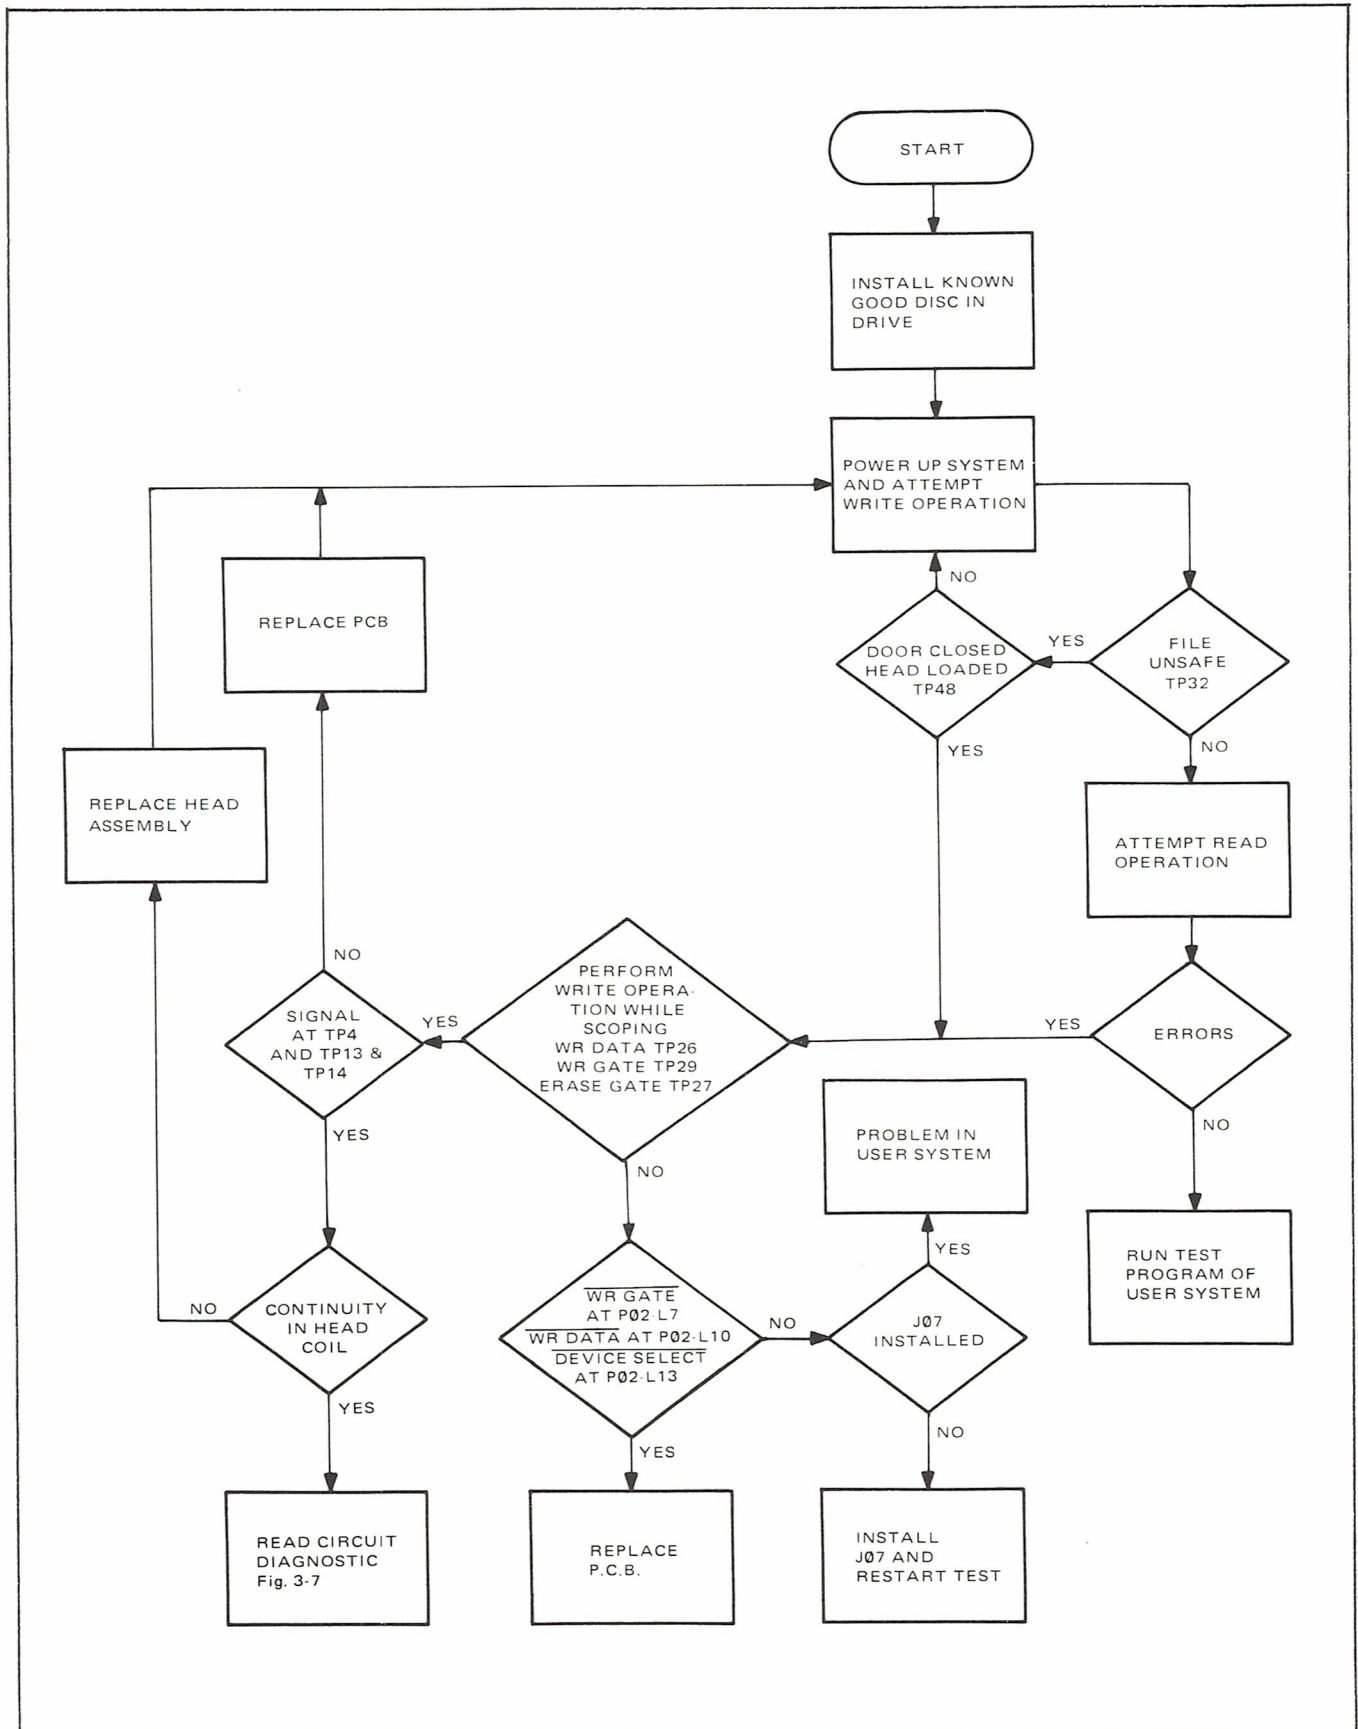 START
INSTALL KNOWN
GOOD DISC IN
DRIVE
POWER UP SYSTEM
AND ATTEMPT
WRITE OPERATION
NO
REPLACE PCB
DOOR CLOSED
HEAD LOADED
TP48
YES
FILE
UNSAFE
TP32
YES
NO
REPLACE HEAD
ASSEMBLY
ATTEMPT READ
OPERATION
NO
SIGNAL
AT TP4
AND TP13 &
TP14
YES
PERFORM
WRITE OPERA-
TION WHILE
SCOPING
WR DATA TP26
WR GATE TP29
ERASE GATE TP27
YES
ERRORS
YES
NO
PROBLEM IN
USER SYSTEM
NO
YES
RUN TEST
PROGRAM OF
USER SYSTEM
NO
CONTINUITY
IN HEAD
COIL
WR GATE
AT PØ2-L7
WR DATA AT PØ2-L10
DEVICE SELECT
AT PØ2-L13
NO
JØ7
INSTALLED
YES
YES
NO
READ CIRCUIT
DIAGNOSTIC
Fig. 3-7
REPLACE
P.C.B.
INSTALL
JØ7 AND
RESTART TEST